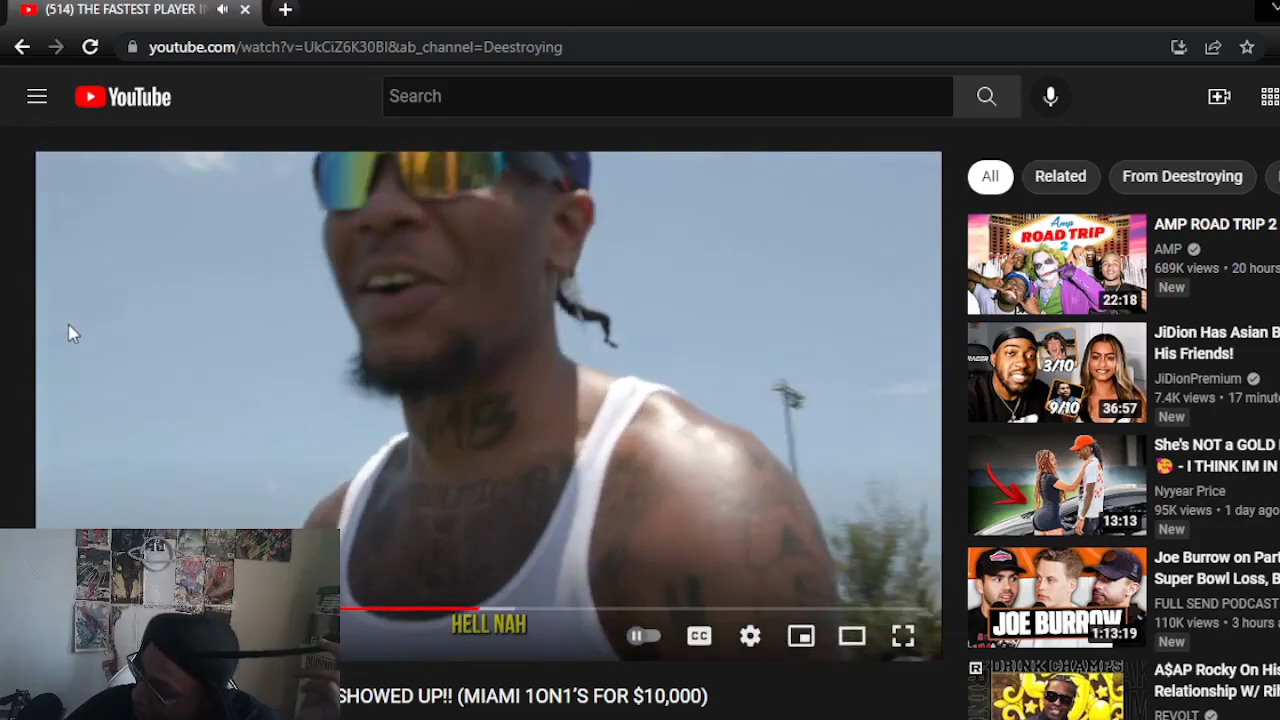 (514) THE FASTEST PLAYER I
youtube.com/watch?v=UkCiZ6K30BI&ab_channel=Deestroying
YouTube
Search
All
Related
From Deestroying
Amp
ROAD TRIP
2
22:18
AMP ROAD TRIP 2
AMP
689K views • 20 hours
New
3/10
9/10
36:57
JiDion Has Asian B
His Friends!
JiDionPremium
7.4K views • 17 minute
New
13:13
She's NOT a GOLD
🥰 - I THINK IM IN
Nyyear Price
95K views • 1 day ago
New
JOE BURROW
1:13:19
Joe Burrow on Part
Super Bowl Loss, B
FULL SEND PODCAST
110K views • 3 hours
New
DRINK CHAMPS
A$AP Rocky On His
Relationship W/ Ri
REVOLT
HELL NAH
CC
SHOWED UP!! (MIAMI 1ON1'S FOR $10,000)